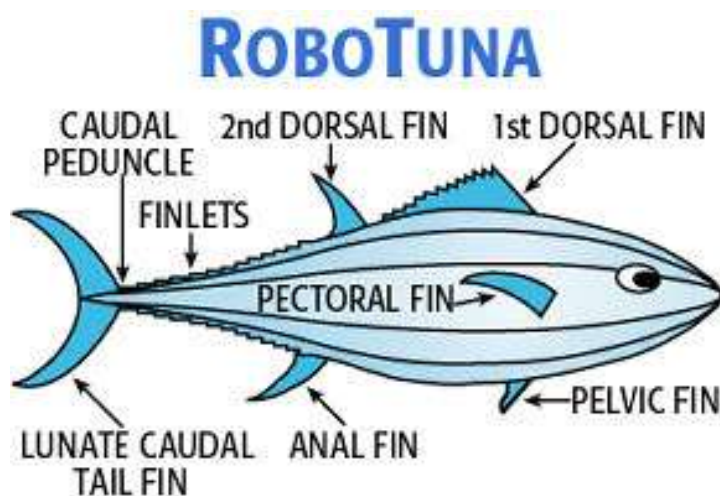 ROBOTUNA
CAUDAL
PEDUNCLE
2nd DORSAL FIN
1st DORSAL FIN
FINLETS
PECTORAL FIN
PELVIC FIN
LUNATE CAUDAL
TAIL FIN
ANAL FIN